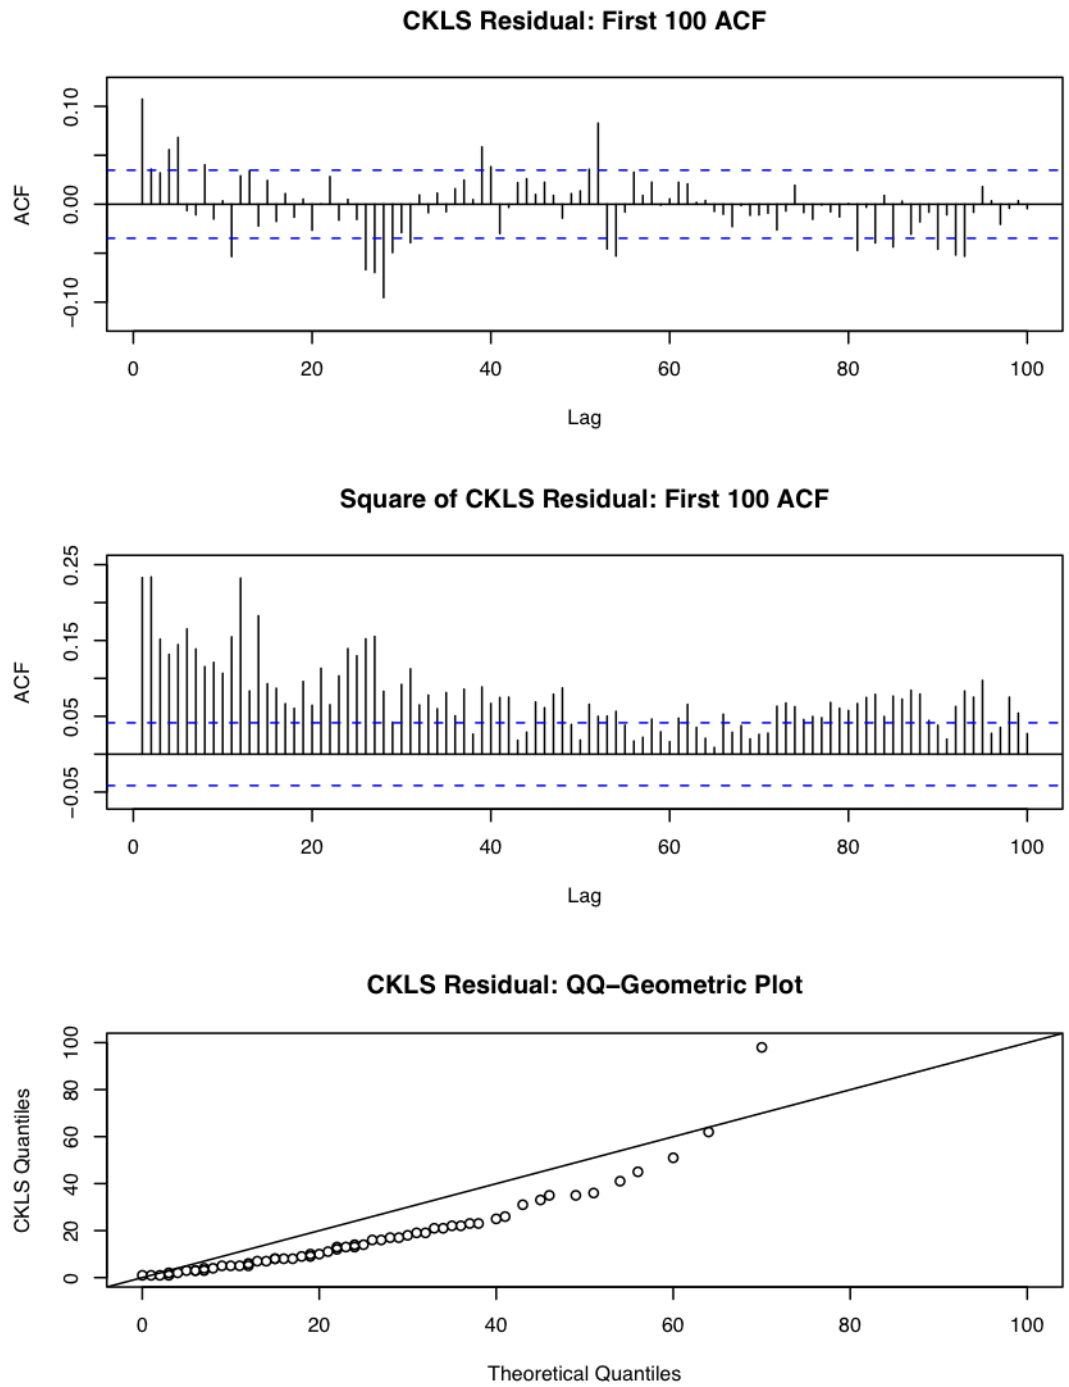 CKLS Residual: First 100 ACF
ACF
0.10
0.00
−0.10
0 20 40 60 80 100
Lag
Square of CKLS Residual: First 100 ACF
ACF
0.25
0.15
0.05
−0.05
0 20 40 60 80 100
Lag
CKLS Residual: QQ−Geometric Plot
CKLS Quantiles
100
80
60
40
20
0
0 20 40 60 80 100
Theoretical Quantiles